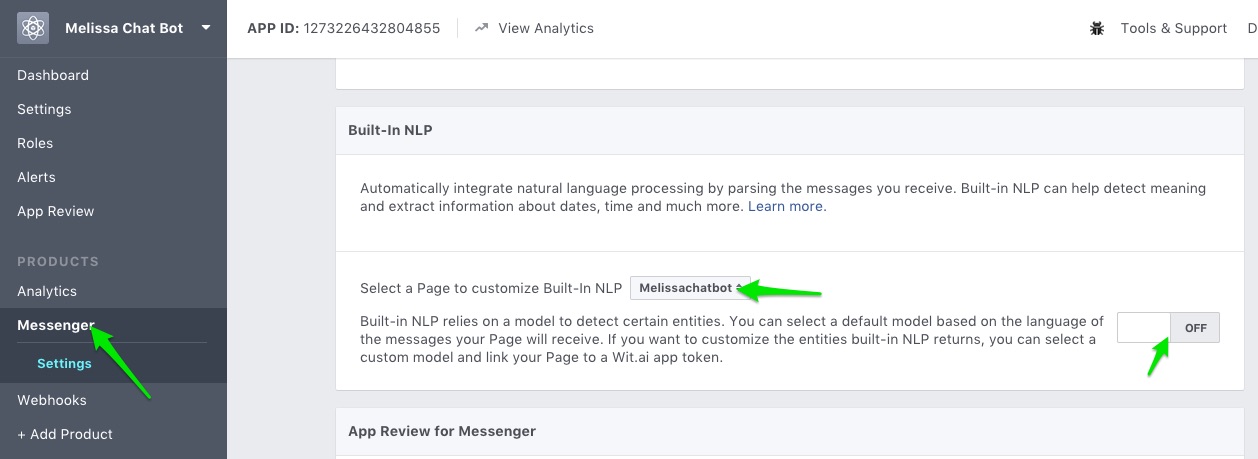 Melissa Chat Bot
APP ID: 1273226432804855
View Analytics
Tools & Support
D
Dashboard
Settings
Roles
Alerts
App Review
PRODUCTS
Analytics
Messenger
Settings
Webhooks
+ Add Product
Built-In NLP
Automatically integrate natural language processing by parsing the messages you receive. Built-in NLP can help detect meaning
and extract information about dates, time and much more. Learn more.
Select a Page to customize Built-In NLP
Melissachatbot
Built-in NLP relies on a model to detect certain entities. You can select a default model based on the language of
the messages your Page will receive. If you want to customize the entities built-in NLP returns, you can select a
custom model and link your Page to a Wit.ai app token.
OFF
App Review for Messenger